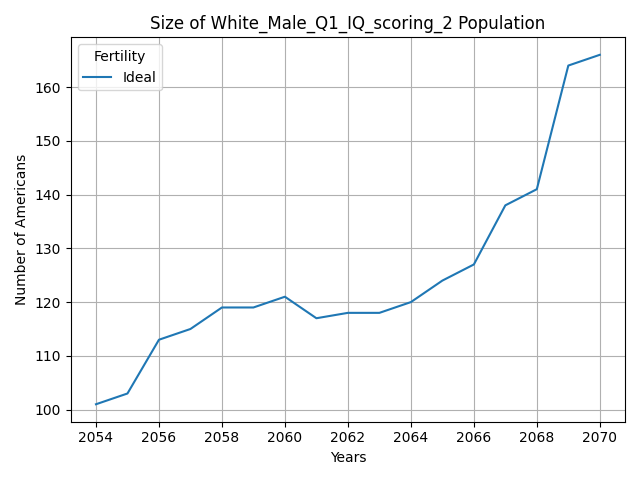 Size of White_Male_Q1_IQ_scoring_2 Population
Fertility
Ideal
Number of Americans
160
150
140
130
120
110
100
2054 2056 2058 2060 2062 2064 2066 2068 2070
Years